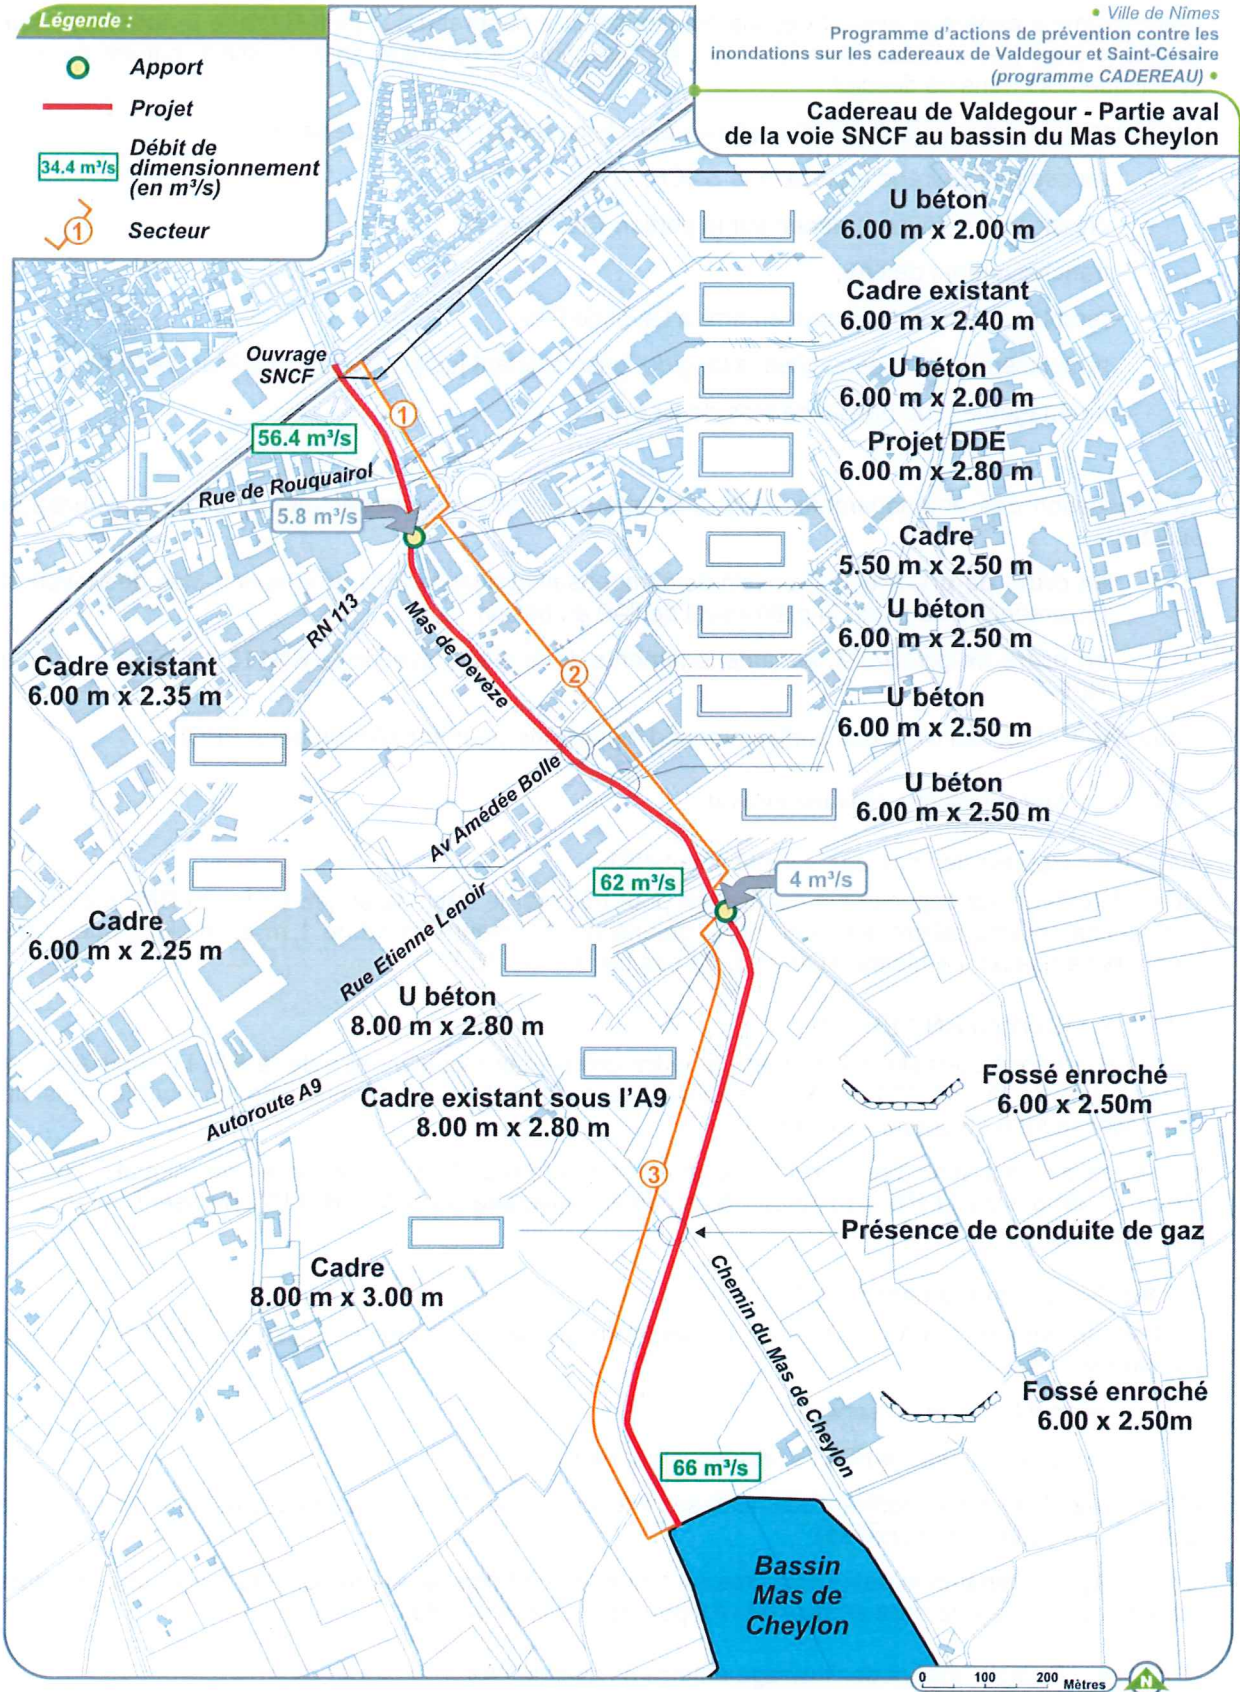 Légende :
Apport
Projet
34.4 m³/s
Débit de
dimensionnement
(en m³/s)
1
Secteur
• Ville de Nîmes
Programme d'actions de prévention contre les
inondations sur les cadereaux de Valdegour et Saint-Césaire
(programme CADEREAU) •
Cadereau de Valdegour - Partie aval
de la voie SNCF au bassin du Mas Cheylon
U béton
6.00 m x 2.00 m
Cadre existant
6.00 m x 2.40 m
U béton
6.00 m x 2.00 m
Projet DDE
6.00 m x 2.80 m
Cadre
5.50 m x 2.50 m
U béton
6.00 m x 2.50 m
U béton
6.00 m x 2.50 m
U béton
6.00 m x 2.50 m
Ouvrage
SNCF
1
56.4 m³/s
Rue de Rouquairol
5.8 m³/s
RN 113
Mas de Devèze
2
Cadre existant
6.00 m x 2.35 m
Av Amédée Bolle
62 m³/s
4 m³/s
Cadre
6.00 m x 2.25 m
Rue Etienne Lenoir
U béton
8.00 m x 2.80 m
Cadre existant sous l'A9
8.00 m x 2.80 m
Autoroute A9
Fossé enroché
6.00 x 2.50m
3
Présence de conduite de gaz
Cadre
8.00 m x 3.00 m
Chemin du Mas de Cheylon
Fossé enroché
6.00 x 2.50m
66 m³/s
Bassin
Mas de
Cheylon
0 100 200 Mètres
N